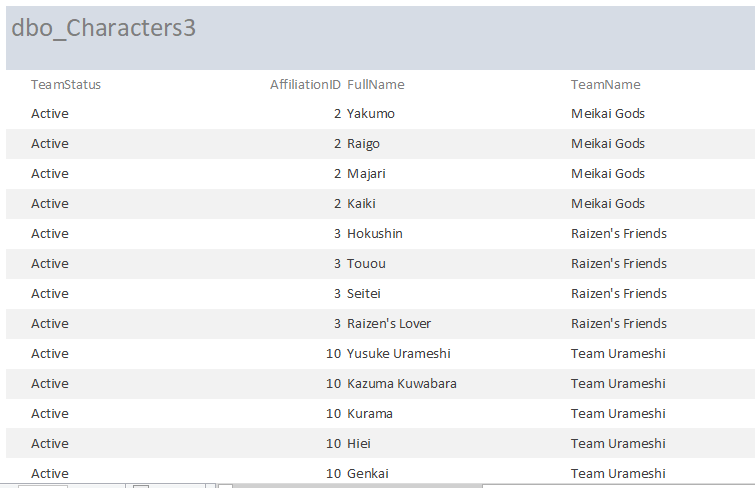 dbo_Characters3
TeamStatus AffiliationID FullName TeamName
Active 2 Yakumo Meikai Gods
Active 2 Raigo Meikai Gods
Active 2 Majari Meikai Gods
Active 2 Kaiki Meikai Gods
Active 3 Hokushin Raizen's Friends
Active 3 Touou Raizen's Friends
Active 3 Seitei Raizen's Friends
Active 3 Raizen's Lover Raizen's Friends
Active 10 Yusuke Urameshi Team Urameshi
Active 10 Kazuma Kuwabara Team Urameshi
Active 10 Kurama Team Urameshi
Active 10 Hiei Team Urameshi
Active 10 Genkai Team Urameshi